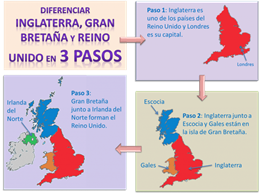 DIFERENCIAR
INGLATERRA, GRAN
BRETAÑA Y REINO
UNIDO EN 3 PASOS
Paso 1: Inglaterra es
uno de los países del
Reino Unido y Londres
es su capital.
Londres
Paso 2: Inglaterra junto a
Escocia y Gales están en
la isla de Gran Bretaña.
Escocia
Gales
Inglaterra
Paso 3:
Gran Bretaña
junto a Irlanda del
Norte forman el
Reino Unido.
Irlanda
del
Norte